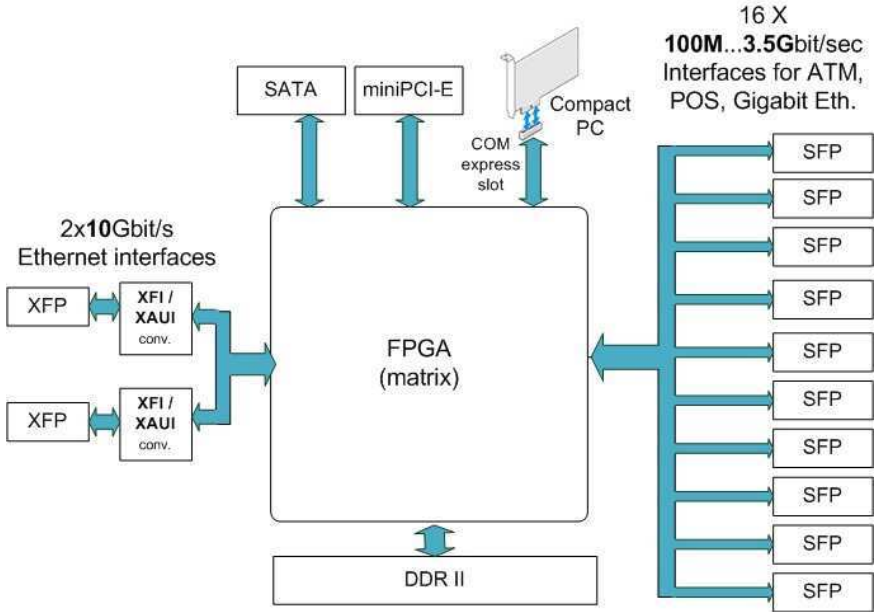 16 X
100M...3.5Gbit/sec
Interfaces for ATM,
POS, Gigabit Eth.
SATA
miniPCI-E
Compact
PC
COM
express
slot
2x10Gbit/s
Ethernet interfaces
XFP
XFI /
XAUI
conv.
XFP
XFI /
XAUI
conv.
FPGA
(matrix)
DDR II
SFP
SFP
SFP
SFP
SFP
SFP
SFP
SFP
SFP
SFP